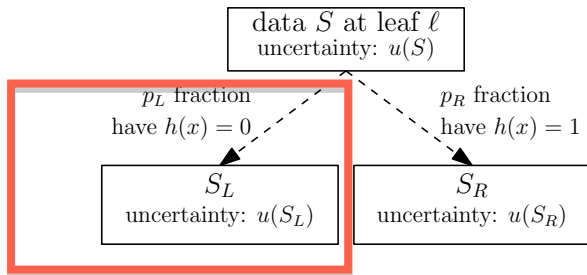 data S at leaf ℓ
uncertainty: u(S)
p_L fraction
have h(x) = 0
p_R fraction
have h(x) = 1
S_L
uncertainty: u(S_L)
S_R
uncertainty: u(S_R)